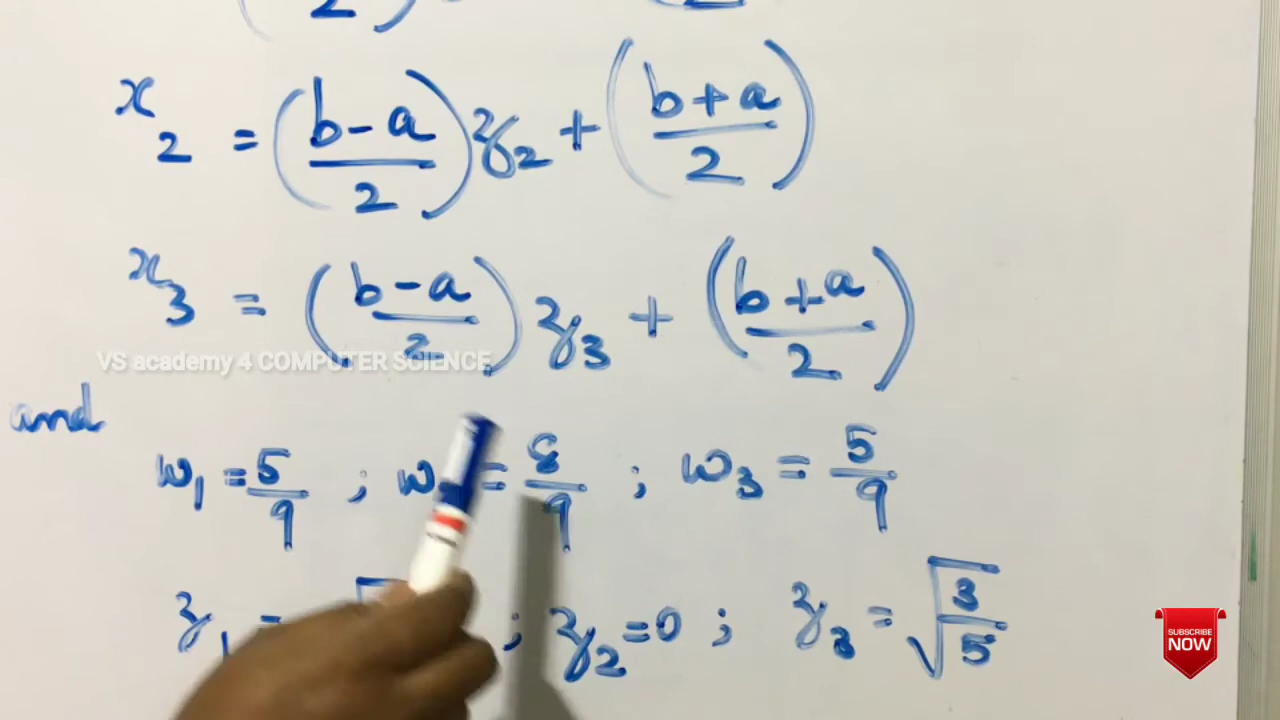 x₂ = ((b-a)/2) z₂ + ((b+a)/2)
x₃ = ((b-a)/2) z₃ + ((b+a)/2)
VS academy 4 COMPUTER SCIENCE
and
w₁ = 5/9 ; w = 8/9 ; w₃ = 5/9
z₁ = ; z₂ = 0 ; z₃ = √(3/5)
SUBSCRIBE
NOW